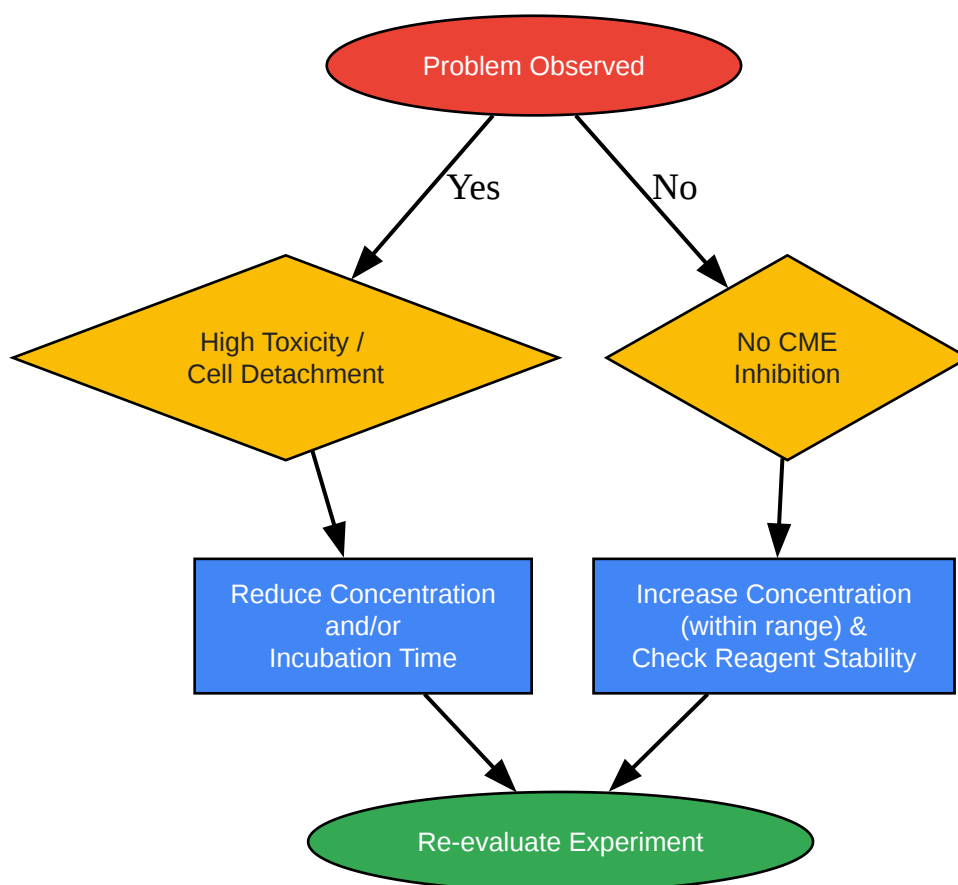 Problem Observed
Yes
No
High Toxicity /
Cell Detachment
No CME
Inhibition
Reduce Concentration
and/or
Incubation Time
Increase Concentration
(within range) &
Check Reagent Stability
Re-evaluate Experiment